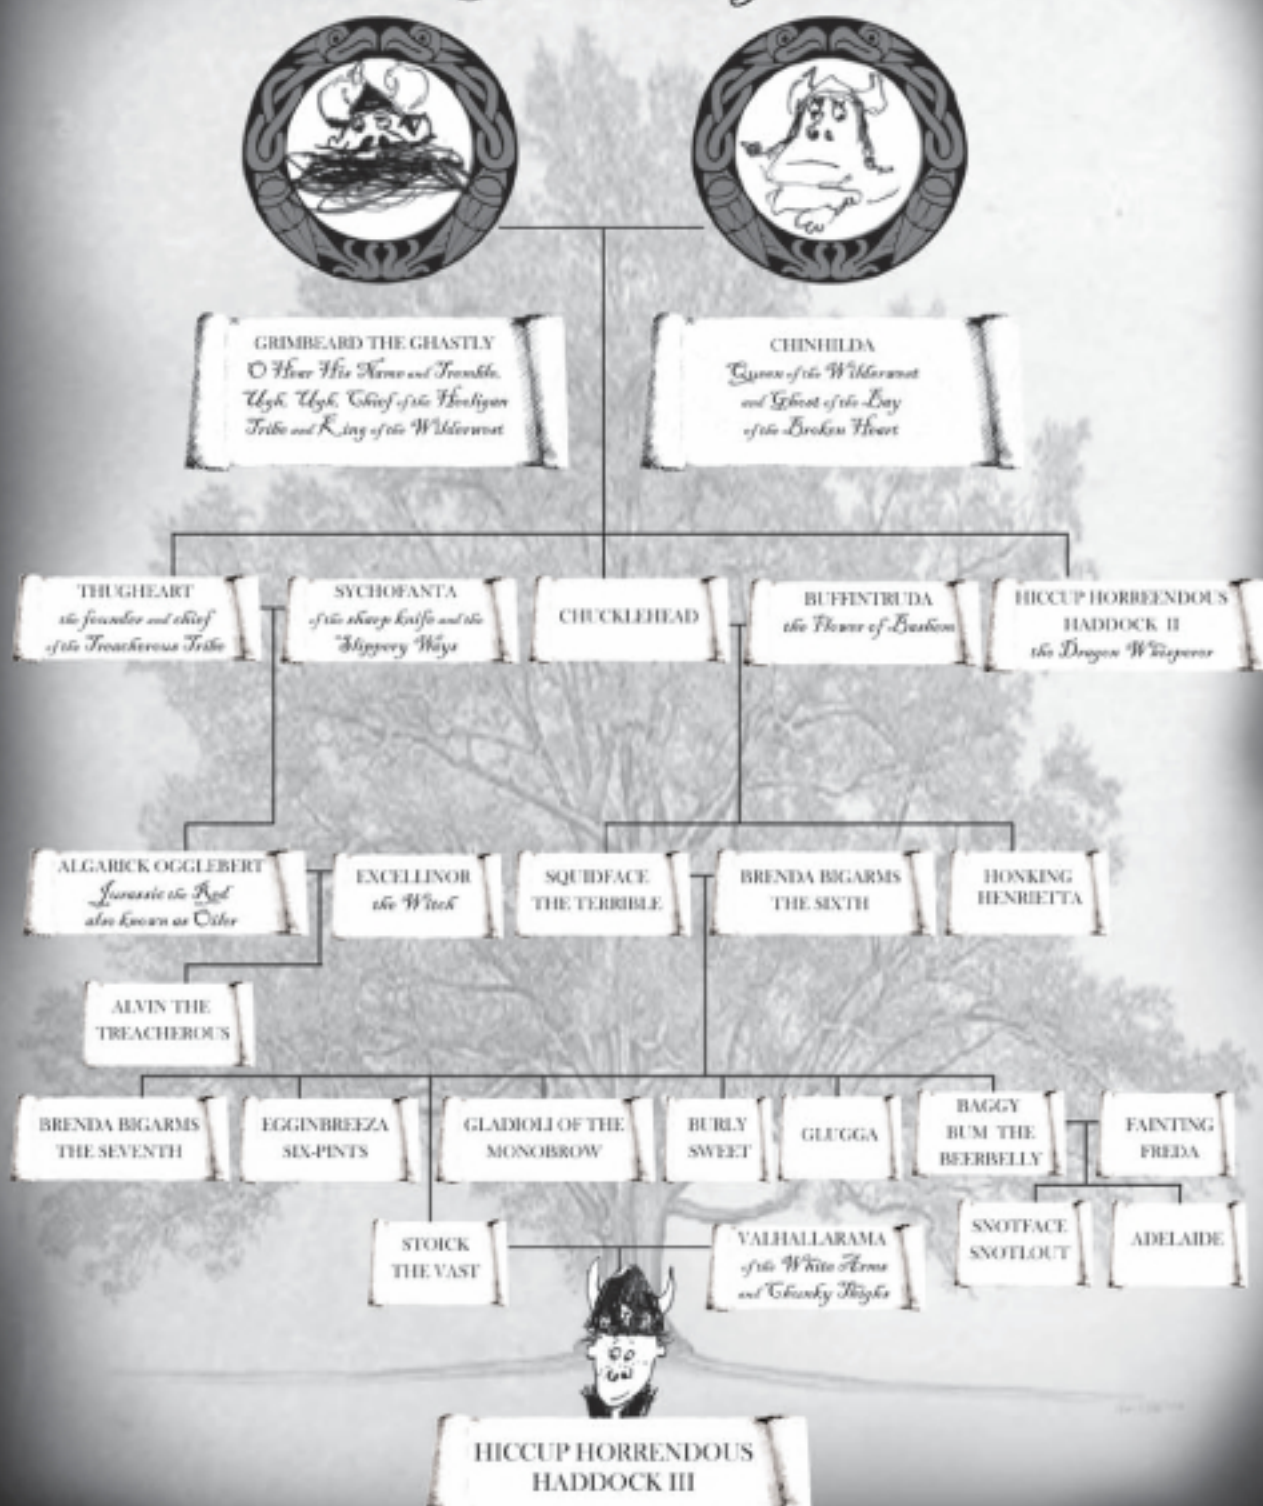 GRIMBEARD THE GHASTLY
O Hear His Name and Tremble,
Ugh, Ugh, Chief of the Hooligan
Tribe and King of the Wilderwest
CHINHILDA
Queen of the Wilderwest
and Ghost of the Bay
of the Broken Heart
THUGHEART
the founder and chief
of the Treacherous Tribe
SYCHOFANTA
of the sharp knife and the
Slippery Ways
CHUCKLEHEAD
BUFFINTRUDA
the Flower of Bashem
HICCUP HORREENDOUS
HADDOCK II
the Dragon Whisperer
ALGARICK OGGLEBERT
Jurassic the Red
also known as Oiler
EXCELLINOR
the Witch
SQUIDFACE
THE TERRIBLE
BRENDA BIGARMS
THE SIXTH
HONKING
HENRIETTA
ALVIN THE
TREACHEROUS
BRENDA BIGARMS
THE SEVENTH
EGGINBREEZA
SIX-PINTS
GLADIOLI OF THE
MONOBROW
BURLY
SWEET
GLUGGA
BAGGY
BUM THE
BEERBELLY
FAINTING
FREDA
STOICK
THE VAST
VALHALLARAMA
of the White Arms
and Chunky Thighs
SNOTFACE
SNOTLOUT
ADELAIDE
HICCUP HORRENDOUS
HADDOCK III